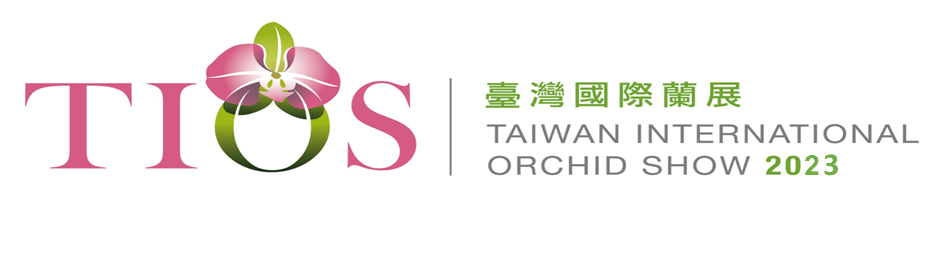 TIOS
臺灣國際蘭展
TAIWAN INTERNATIONAL
ORCHID SHOW 2023